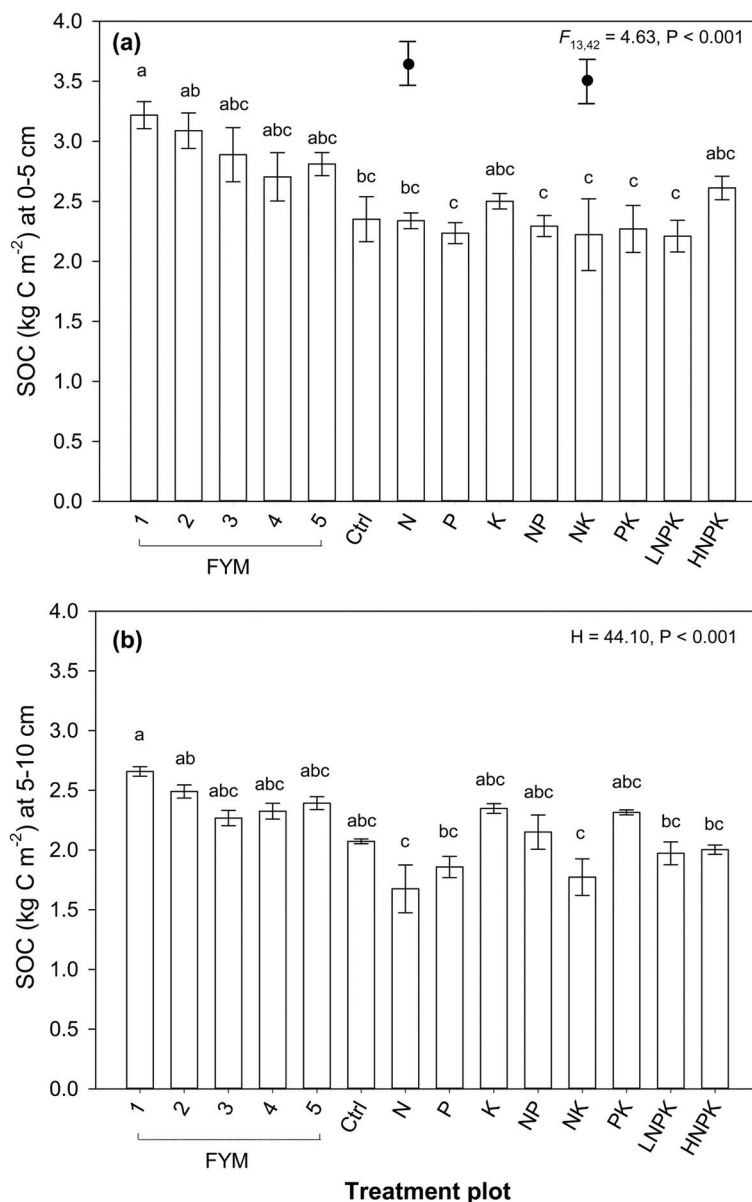 (a)
F13,42 = 4.63, P < 0.001
SOC (kg C m-2) at 0-5 cm
4.0
3.5
3.0
2.5
2.0
1.5
1.0
0.5
0.0
a ab abc abc abc bc bc c abc c c c c abc
1 2 3 4 5 Ctrl N P K NP NK PK LNPK HNPK
FYM
(b)
H = 44.10, P < 0.001
SOC (kg C m-2) at 5-10 cm
4.0
3.5
3.0
2.5
2.0
1.5
1.0
0.5
0.0
a ab abc abc abc abc c bc abc abc c abc bc bc
1 2 3 4 5 Ctrl N P K NP NK PK LNPK HNPK
FYM
Treatment plot